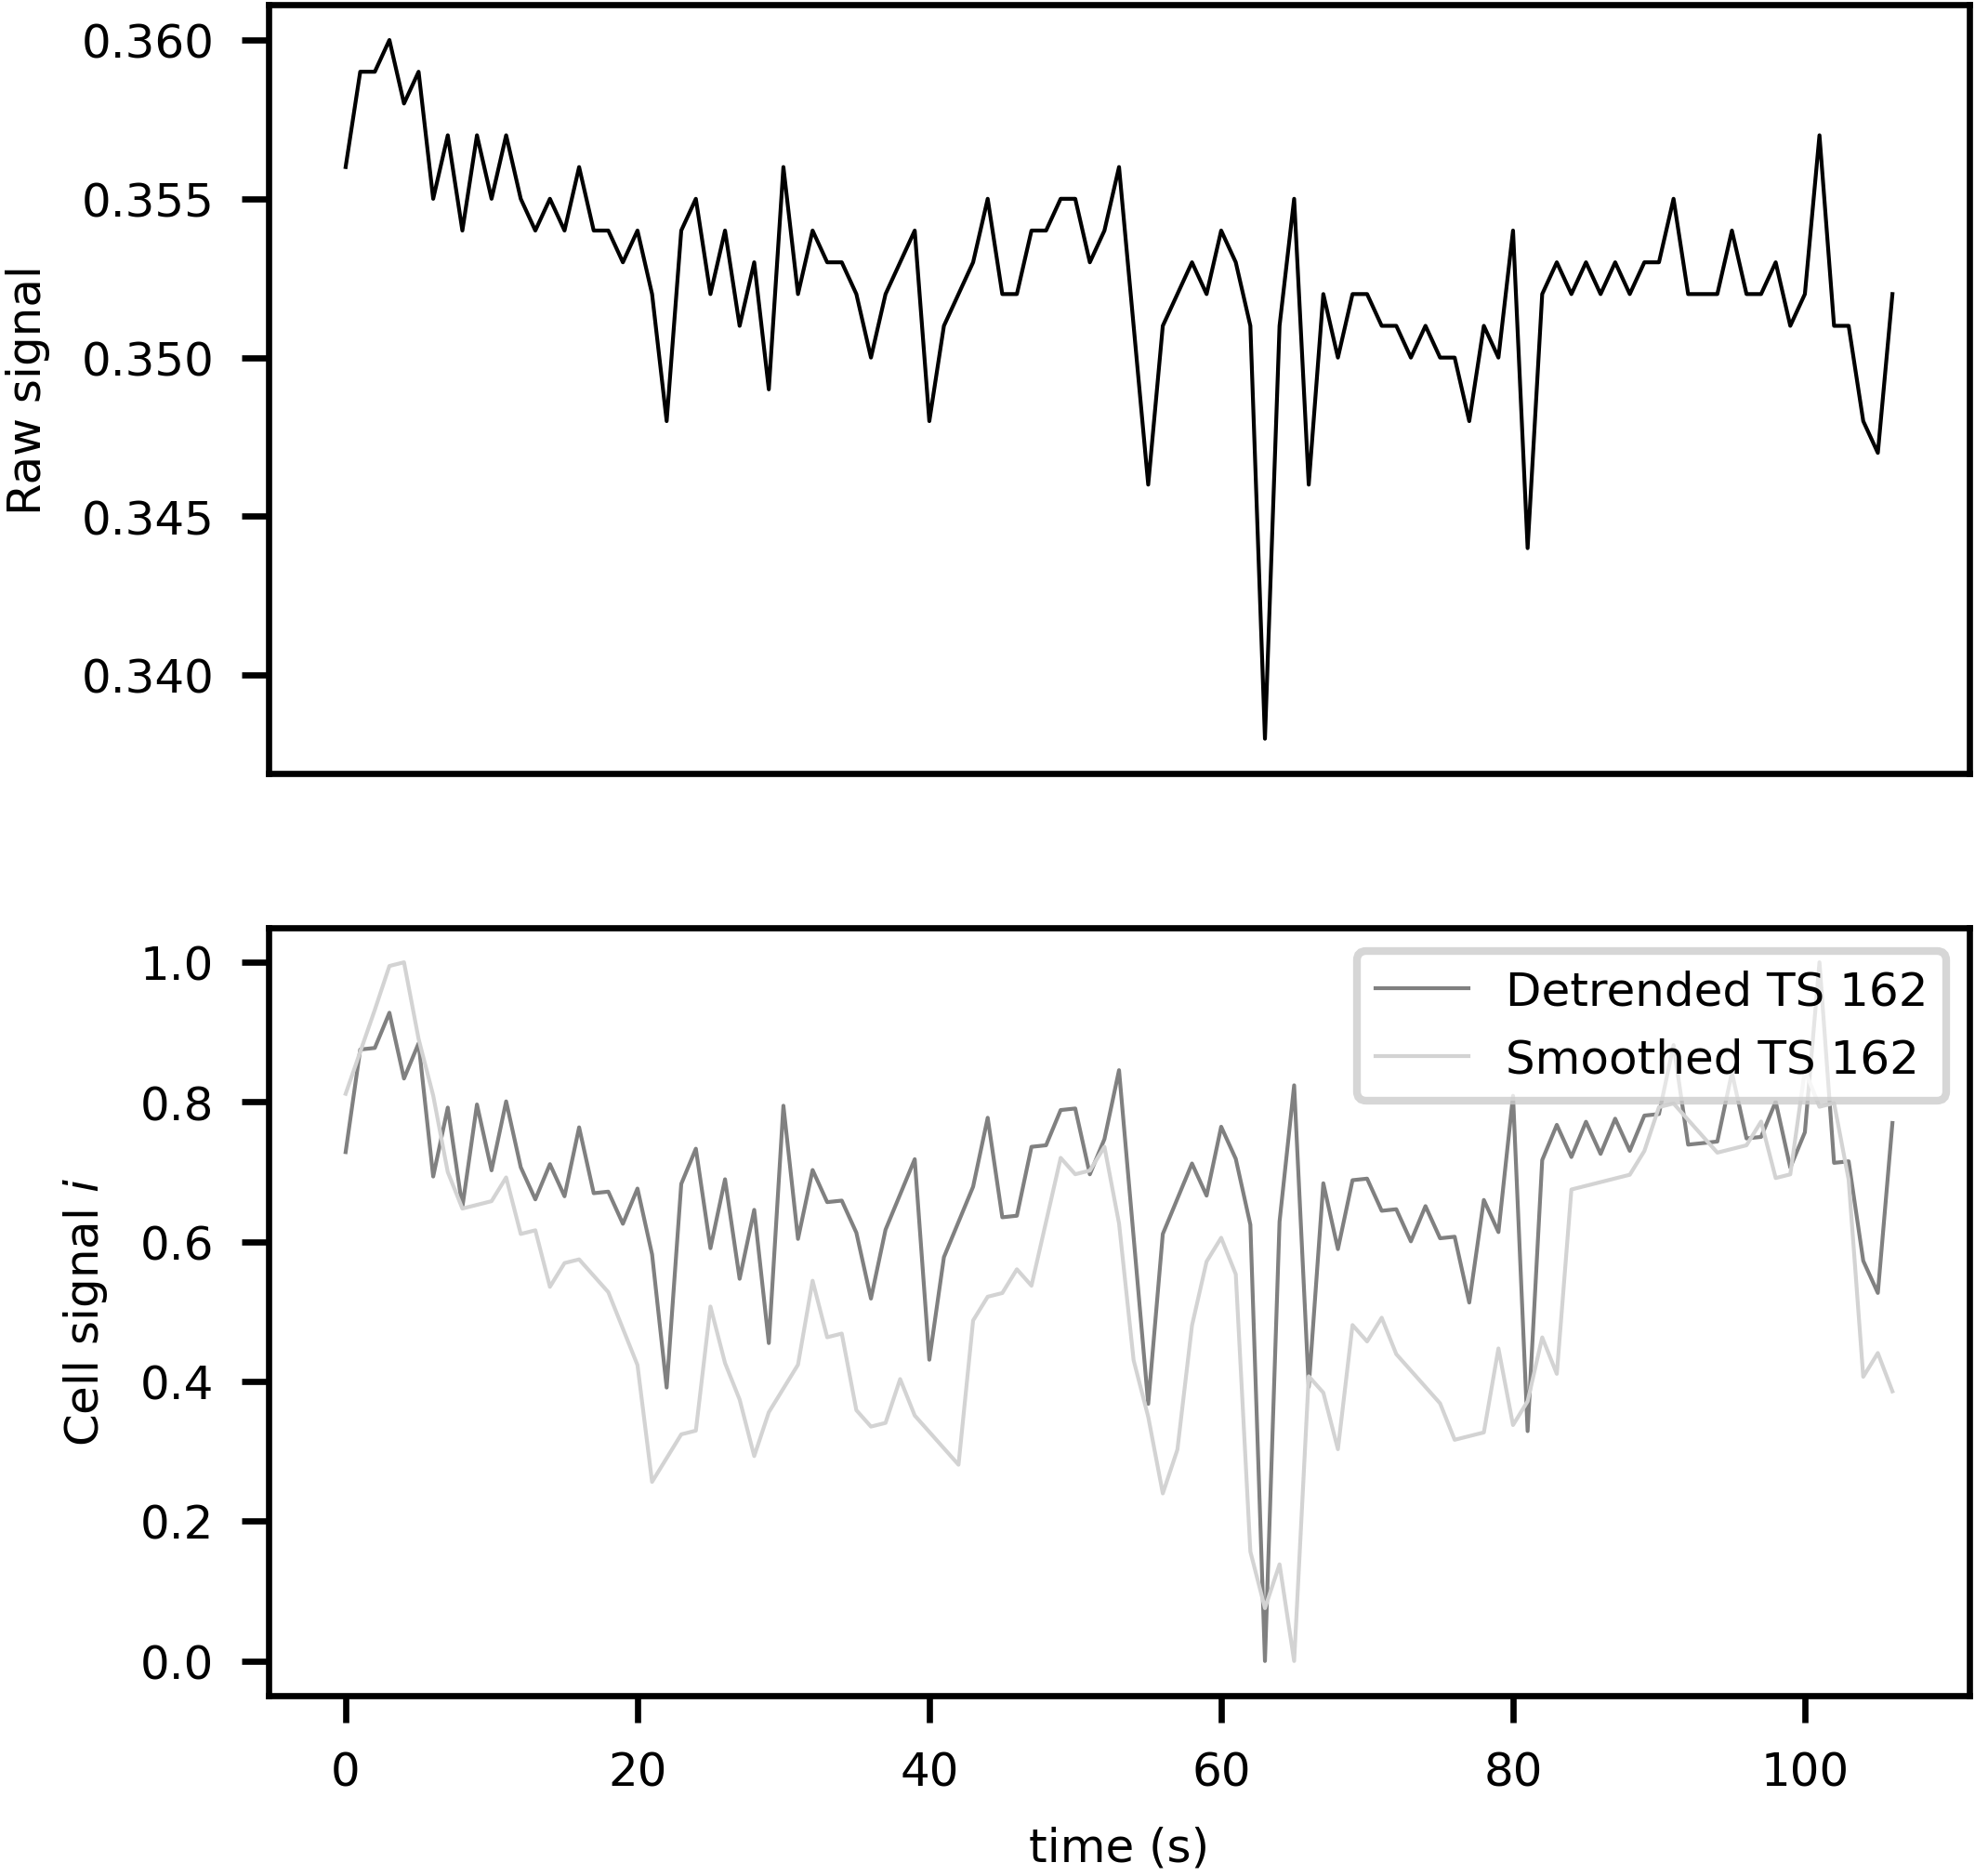 Raw signal
0.360
0.355
0.350
0.345
0.340
Cell signal i
1.0
0.8
0.6
0.4
0.2
0.0
Detrended TS 162
Smoothed TS 162
0 20 40 60 80 100
time (s)